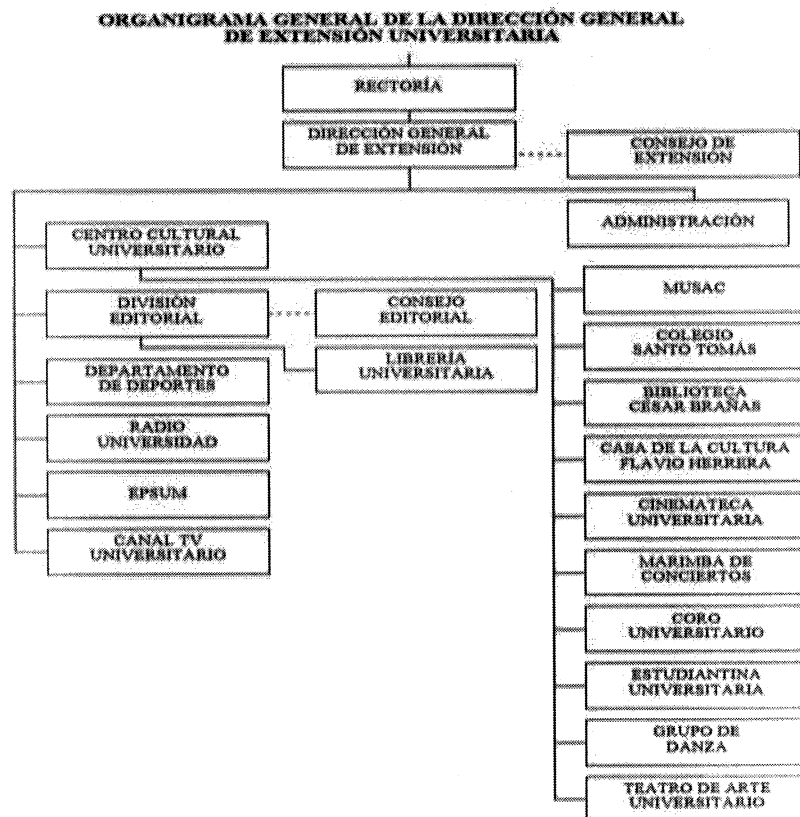 ORGANIGRAMA GENERAL DE LA DIRECCIÓN GENERAL
DE EXTENSIÓN UNIVERSITARIA
RECTORÍA
DIRECCIÓN GENERAL
DE EXTENSIÓN
CONSEJO DE
EXTENSIÓN
ADMINISTRACIÓN
CENTRO CULTURAL
UNIVERSITARIO
DIVISIÓN
EDITORIAL
CONSEJO
EDITORIAL
LIBRERÍA
UNIVERSITARIA
DEPARTAMENTO
DE DEPORTES
RADIO
UNIVERSIDAD
EPSUM
CANAL TV
UNIVERSITARIO
MUSAC
COLEGIO
SANTO TOMÁS
BIBLIOTECA
CÉSAR BRAÑAS
CASA DE LA CULTURA
FLAVIO HERRERA
CINEMATECA
UNIVERSITARIA
MARIMBA DE
CONCIERTOS
CORO
UNIVERSITARIO
ESTUDIANTINA
UNIVERSITARIA
GRUPO DE
DANZA
TEATRO DE ARTE
UNIVERSITARIO